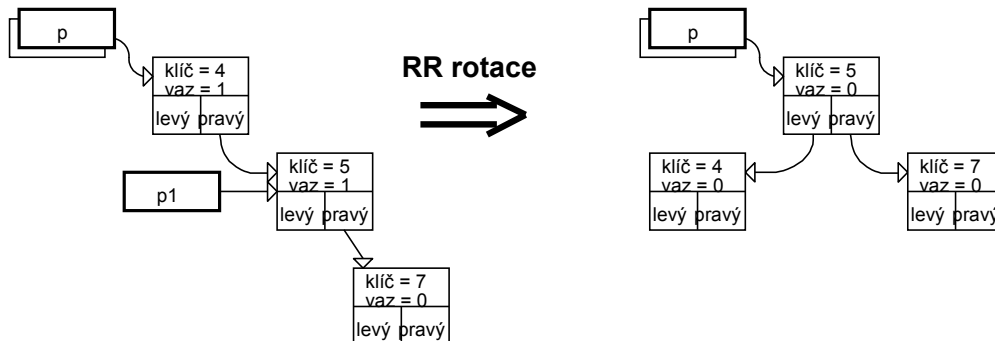 p
klíč = 4
vaz = 1
levý pravý
p1
klíč = 5
vaz = 1
levý pravý
klíč = 7
vaz = 0
levý pravý
RR rotace
p
klíč = 5
vaz = 0
levý pravý
klíč = 4
vaz = 0
levý pravý
klíč = 7
vaz = 0
levý pravý